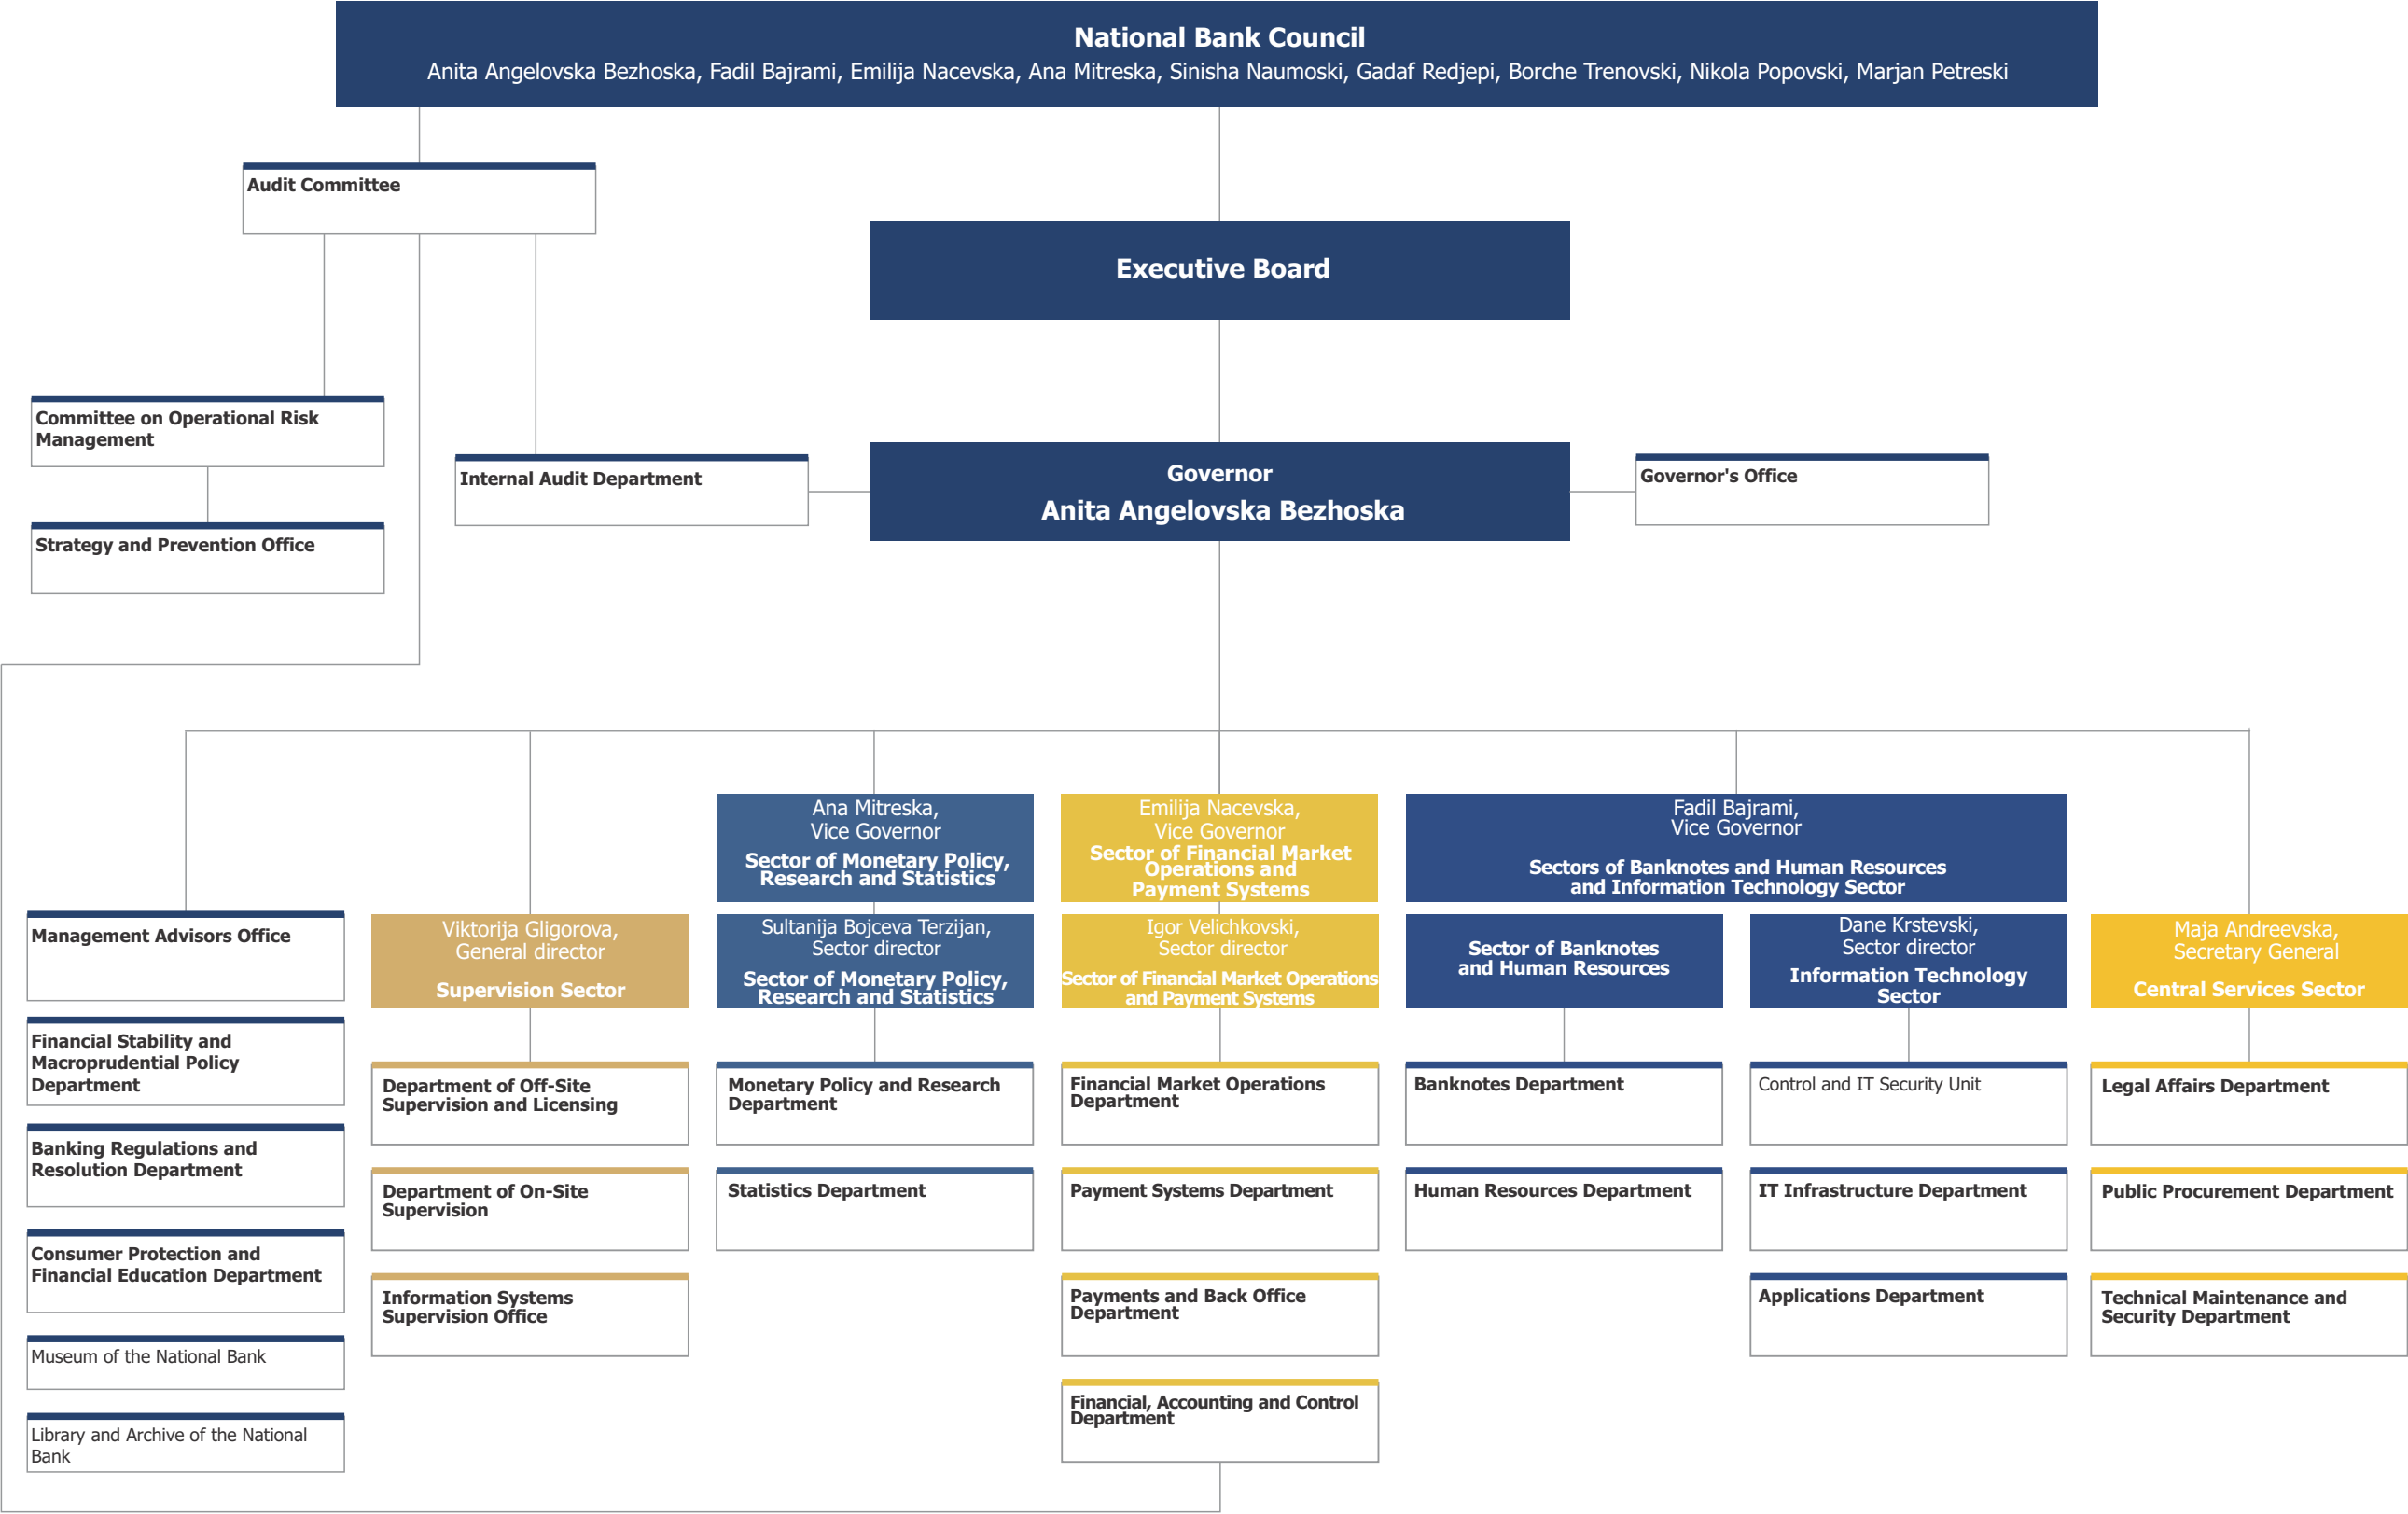 National Bank Council
Anita Angelovska Bezhoska, Fadil Bajrami, Emilija Nacevska, Ana Mitreska, Sinisha Naumoski, Gadaf Redjepi, Borche Trenovski, Nikola Popovski, Marjan Petreski
Audit Committee
Executive Board
Committee on Operational Risk
Management
Internal Audit Department
Governor
Anita Angelovska Bezhoska
Governor's Office
Strategy and Prevention Office
Management Advisors Office
Financial Stability and
Macroprudential Policy
Department
Banking Regulations and
Resolution Department
Consumer Protection and
Financial Education Department
Museum of the National Bank
Library and Archive of the National
Bank
Viktorija Gligorova,
General director
Supervision Sector
Department of Off-Site
Supervision and Licensing
Department of On-Site
Supervision
Information Systems
Supervision Office
Ana Mitreska,
Vice Governor
Sector of Monetary Policy,
Research and Statistics
Sultanija Bojceva Terzijan,
Sector director
Sector of Monetary Policy,
Research and Statistics
Monetary Policy and Research
Department
Statistics Department
Emilija Nacevska,
Vice Governor
Sector of Financial Market
Operations and
Payment Systems
Igor Velichkovski,
Sector director
Sector of Financial Market Operations
and Payment Systems
Financial Market Operations
Department
Payment Systems Department
Payments and Back Office
Department
Financial, Accounting and Control
Department
Fadil Bajrami,
Vice Governor
Sectors of Banknotes and Human Resources
and Information Technology Sector
Sector of Banknotes
and Human Resources
Banknotes Department
Human Resources Department
Dane Krstevski,
Sector director
Information Technology
Sector
Control and IT Security Unit
IT Infrastructure Department
Applications Department
Maja Andreevska,
Secretary General
Central Services Sector
Legal Affairs Department
Public Procurement Department
Technical Maintenance and
Security Department